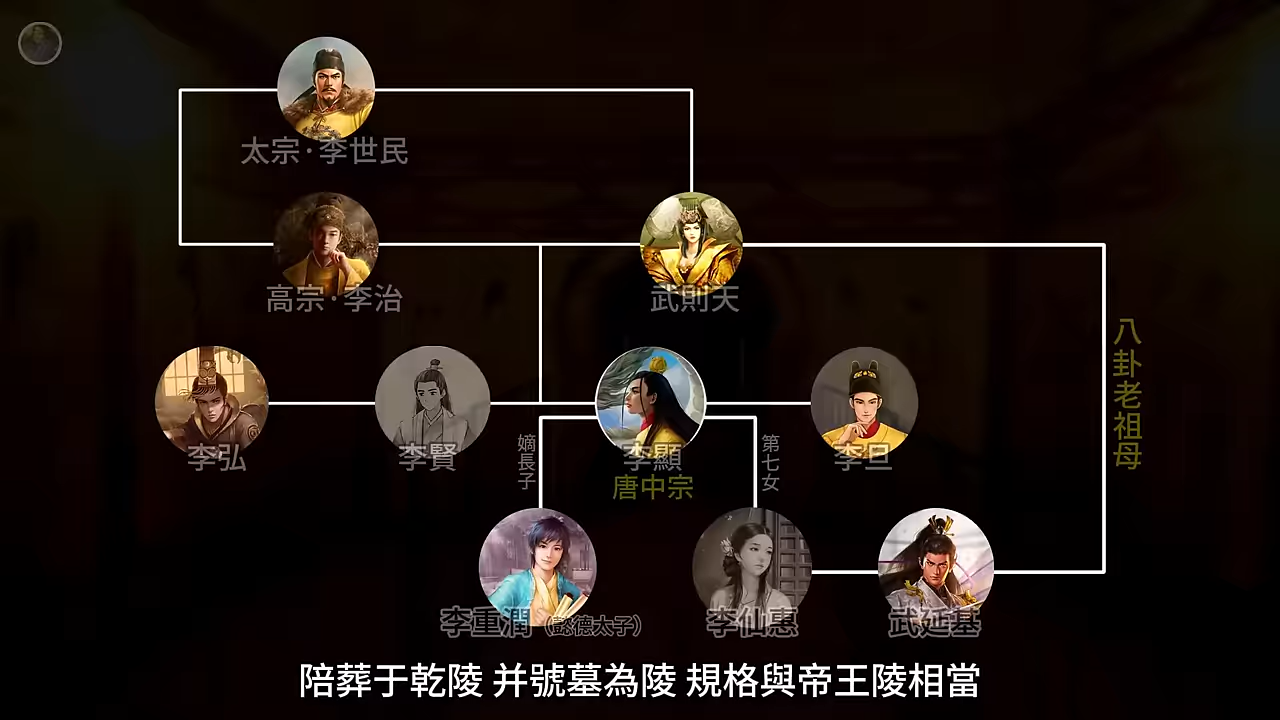 太宗·李世民
高宗·李治
武則天
八卦老祖母
李弘
李賢
李顯
唐中宗
李旦
嫡長子
第七女
李重潤（懿德太子）
李仙惠
武延基
陪葬于乾陵 并號墓為陵 規格與帝王陵相當